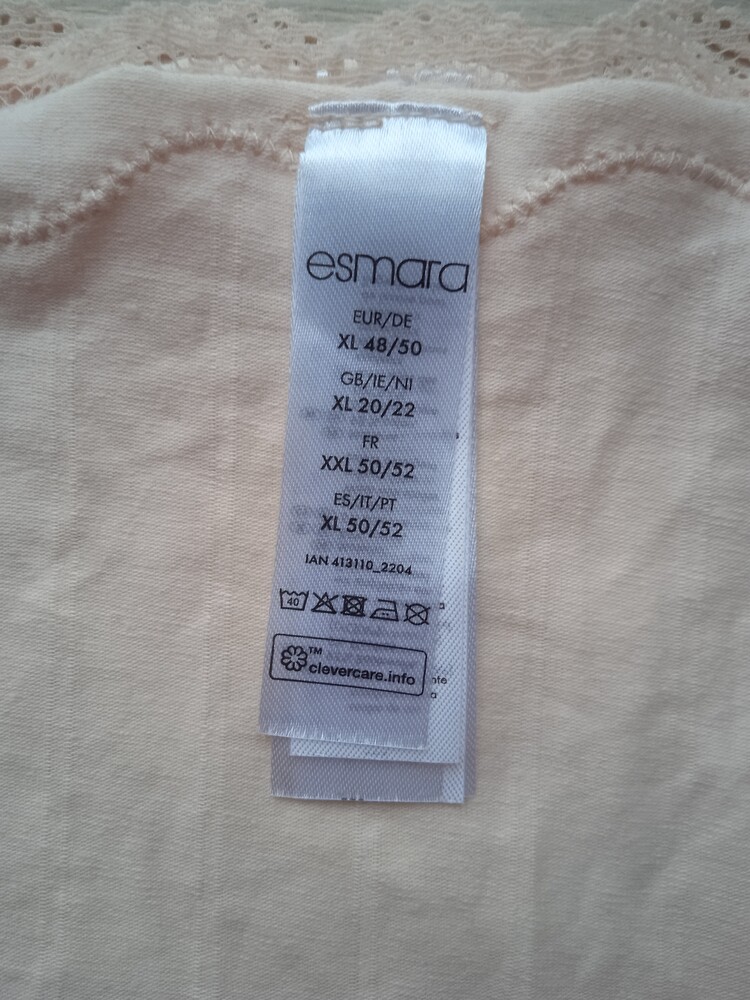 esmara
EUR/DE
XL 48/50
GB/IE/NI
XL 20/22
FR
XXL 50/52
ES/IT/PT
XL 50/52
IAN 413110_2204
40
™
clevercare.info